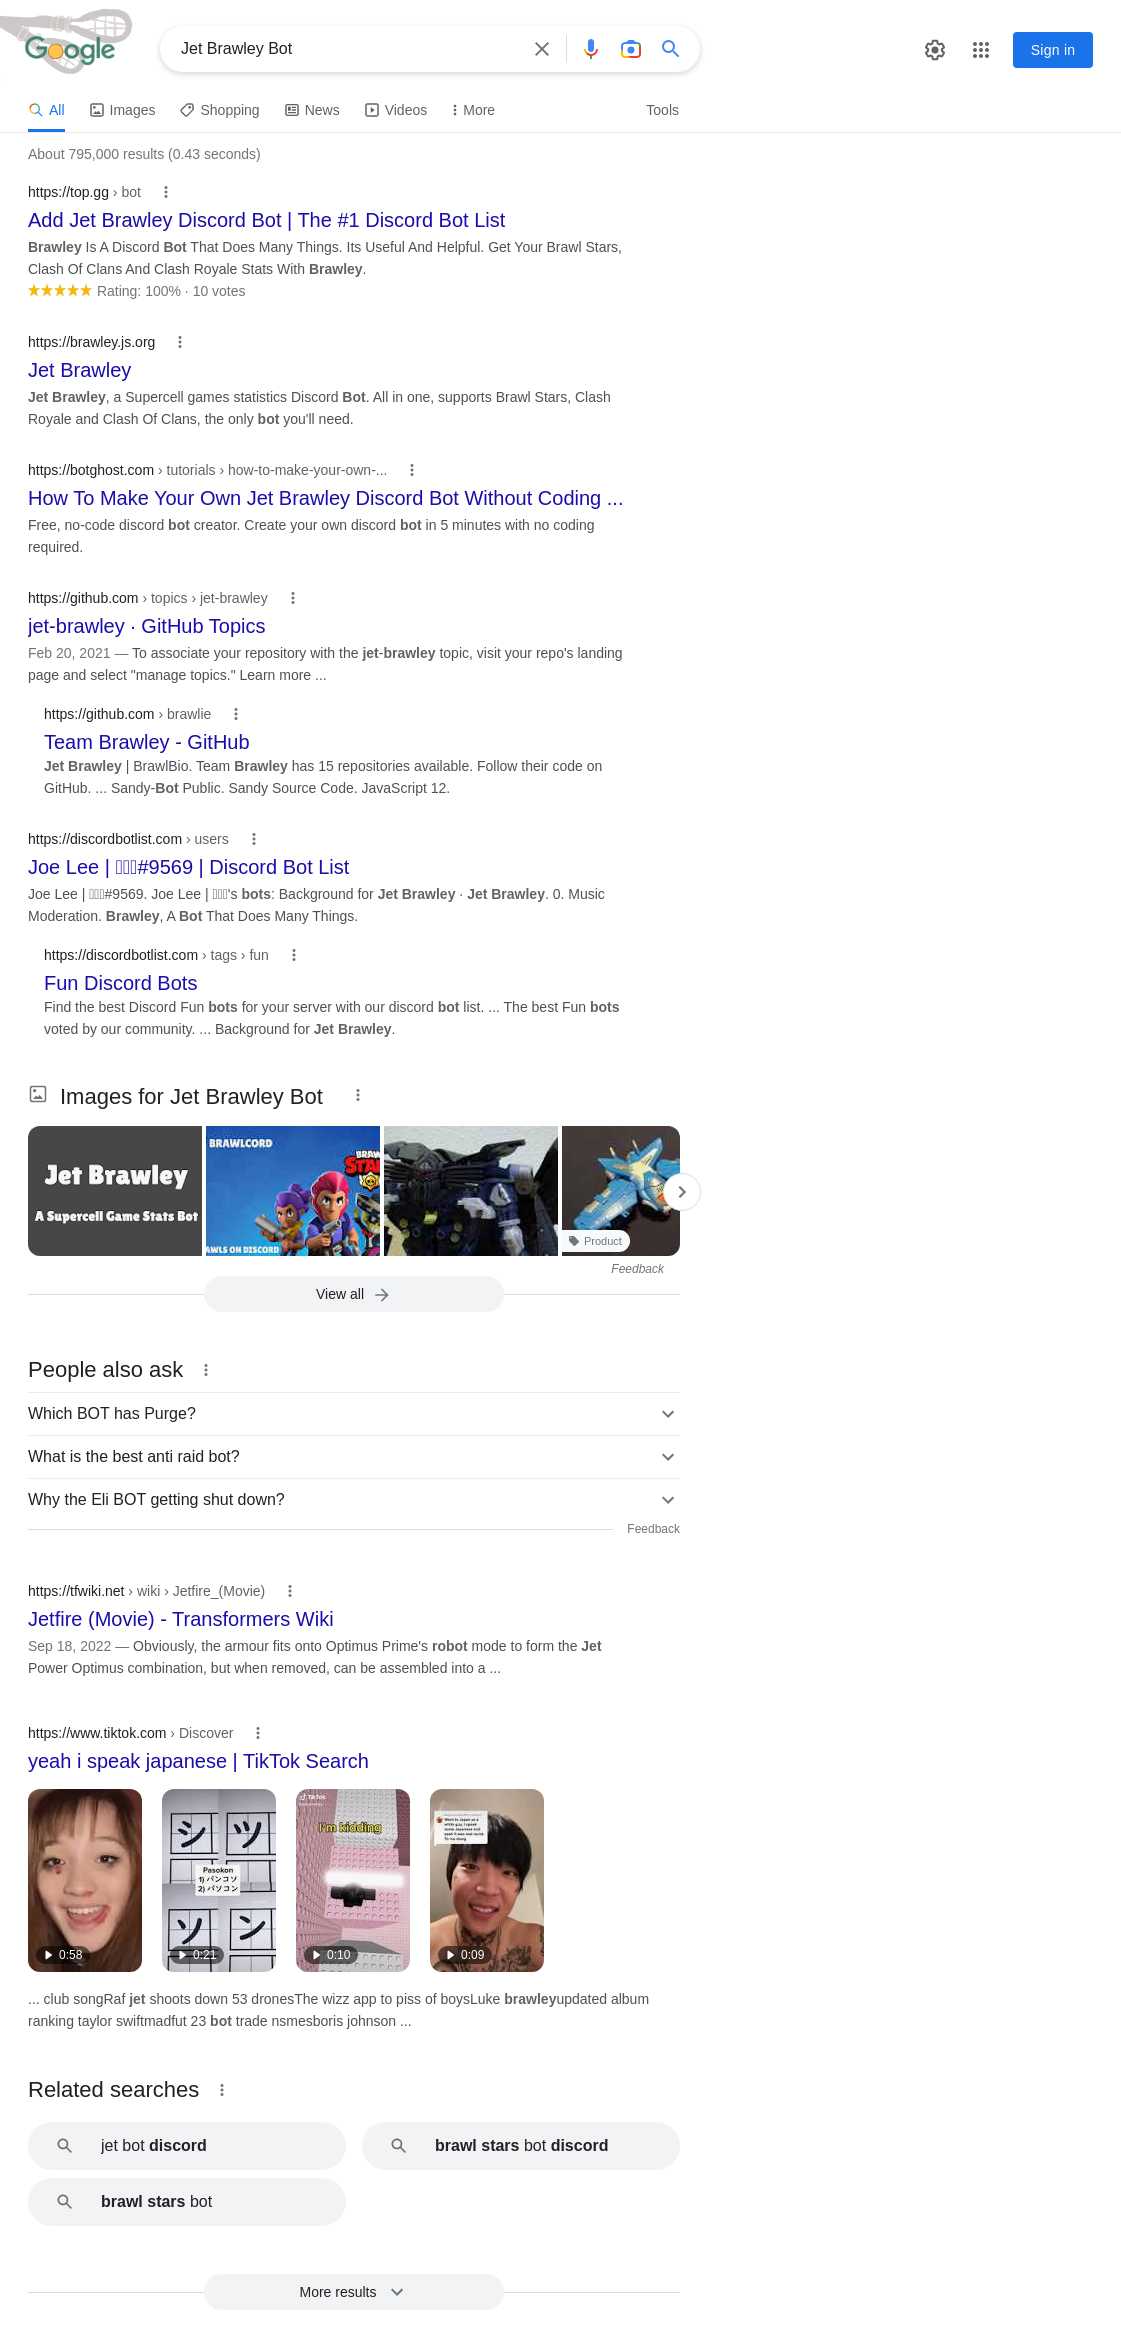 Google
Jet Brawley Bot
Sign in
All
Images
Shopping
News
Videos
More
Tools
About 795,000 results (0.43 seconds)
https://top.gg › bot
Add Jet Brawley Discord Bot | The #1 Discord Bot List
Brawley Is A Discord Bot That Does Many Things. Its Useful And Helpful. Get Your Brawl Stars,
Clash Of Clans And Clash Royale Stats With Brawley.
Rating: 100% · 10 votes
https://brawley.js.org
Jet Brawley
Jet Brawley, a Supercell games statistics Discord Bot. All in one, supports Brawl Stars, Clash
Royale and Clash Of Clans, the only bot you'll need.
https://botghost.com › tutorials › how-to-make-your-own-...
How To Make Your Own Jet Brawley Discord Bot Without Coding ...
Free, no-code discord bot creator. Create your own discord bot in 5 minutes with no coding
required.
https://github.com › topics › jet-brawley
jet-brawley · GitHub Topics
Feb 20, 2021 — To associate your repository with the jet-brawley topic, visit your repo's landing
page and select "manage topics." Learn more ...
https://github.com › brawlie
Team Brawley - GitHub
Jet Brawley | BrawlBio. Team Brawley has 15 repositories available. Follow their code on
GitHub. ... Sandy-Bot Public. Sandy Source Code. JavaScript 12.
https://discordbotlist.com › users
Joe Lee | #9569 | Discord Bot List
Joe Lee | #9569. Joe Lee | 's bots: Background for Jet Brawley · Jet Brawley. 0. Music
Moderation. Brawley, A Bot That Does Many Things.
https://discordbotlist.com › tags › fun
Fun Discord Bots
Find the best Discord Fun bots for your server with our discord bot list. ... The best Fun bots
voted by our community. ... Background for Jet Brawley.
Images for Jet Brawley Bot
Jet Brawley
A Supercell Game Stats Bot
BRAWLCORD
BRAW
STA
AWLS ON DISCORD
Product
Feedback
View all
People also ask
Which BOT has Purge?
What is the best anti raid bot?
Why the Eli BOT getting shut down?
Feedback
https://tfwiki.net › wiki › Jetfire_(Movie)
Jetfire (Movie) - Transformers Wiki
Sep 18, 2022 — Obviously, the armour fits onto Optimus Prime's robot mode to form the Jet
Power Optimus combination, but when removed, can be assembled into a ...
https://www.tiktok.com › Discover
yeah i speak japanese | TikTok Search
0:58
シ ツ
Pasokon
1) パンコソ
2) パソコン
ソ ン
0:21
TikTok
I'm kidding
0:10
0:09
... club songRaf jet shoots down 53 dronesThe wizz app to piss of boysLuke brawleyupdated album
ranking taylor swiftmadfut 23 bot trade nsmesboris johnson ...
Related searches
jet bot discord
brawl stars bot discord
brawl stars bot
More results